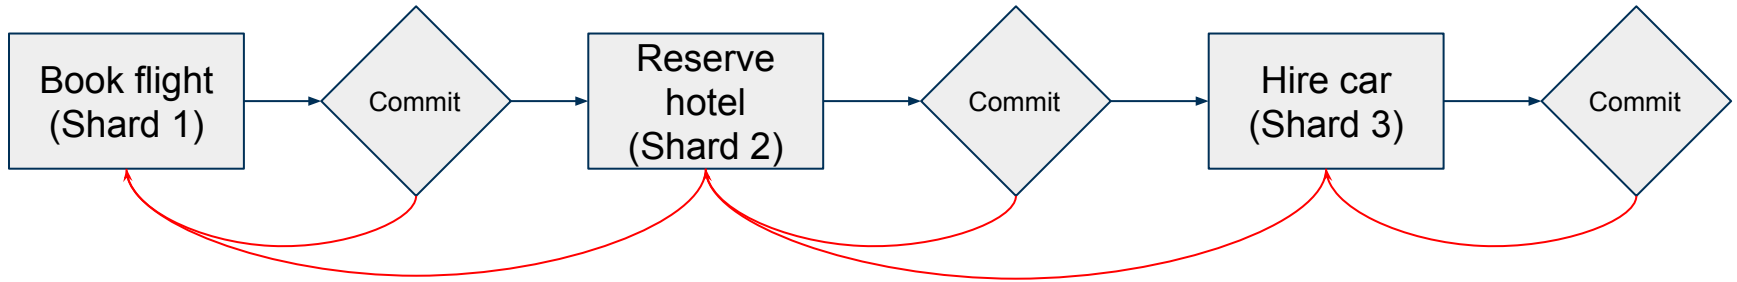 Book flight
(Shard 1)
Commit
Reserve
hotel
(Shard 2)
Commit
Hire car
(Shard 3)
Commit